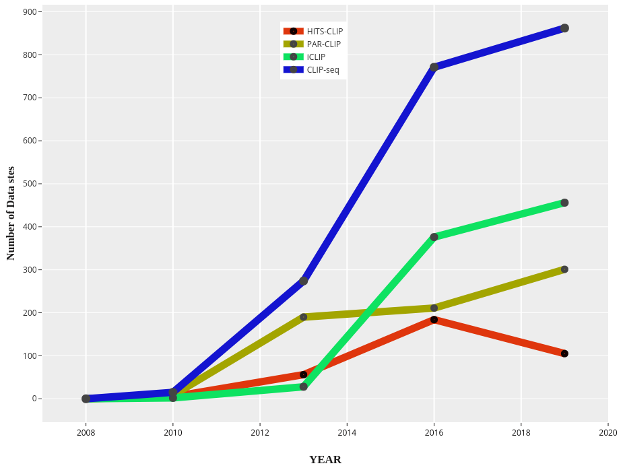 900
800
700
600
500
400
300
200
100
0
Number of Data stes
HITS-CLIP
PAR-CLIP
ICLIP
CLIP-seq
2008 2010 2012 2014 2016 2018 2020
YEAR